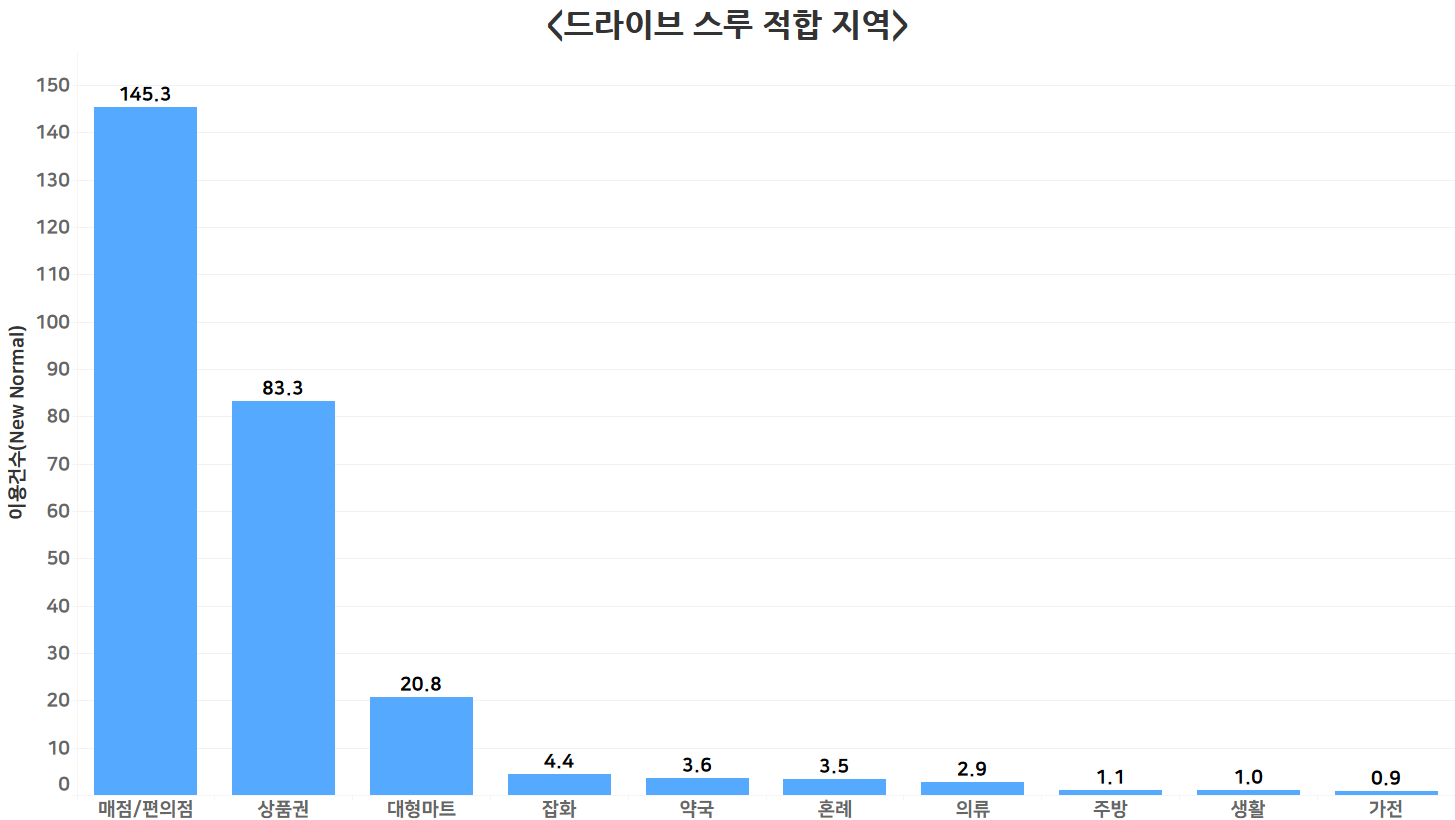 <드라이브 스루 적합 지역>
이용건수(New Normal)
150
140
130
120
110
100
90
80
70
60
50
40
30
20
10
0
145.3
83.3
20.8
4.4
3.6
3.5
2.9
1.1
1.0
0.9
매점/편의점
상품권
대형마트
잡화
약국
혼례
의류
주방
생활
가전